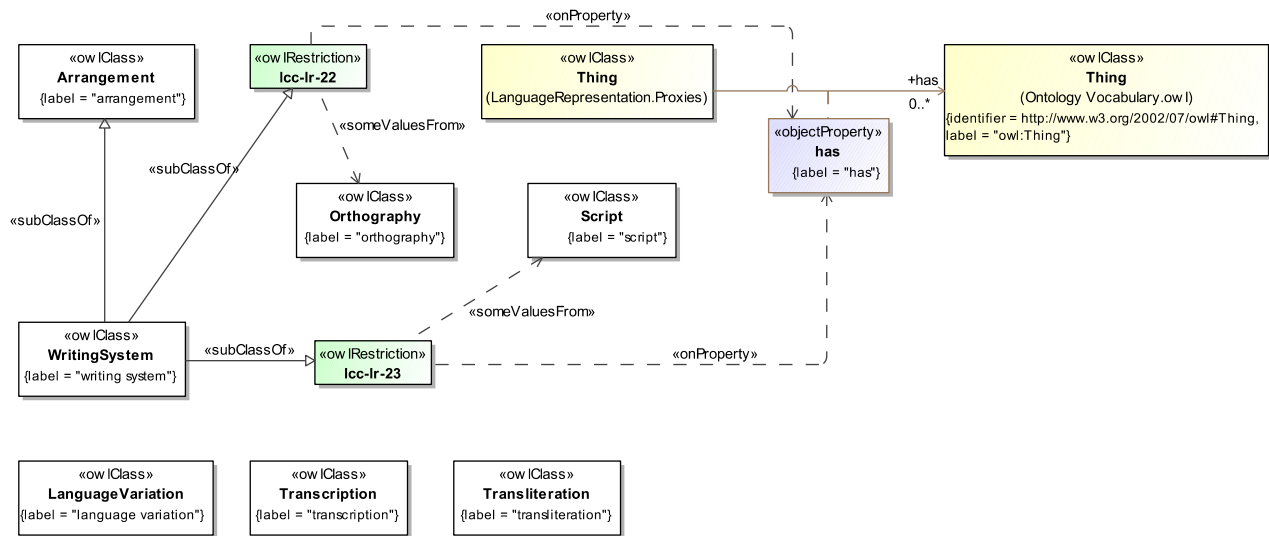 «onProperty»
«owlClass»
Arrangement
{label = "arrangement"}
«owlRestriction»
lcc-lr-22
«owlClass»
Thing
(LanguageRepresentation.Proxies)
+has
0..*
«owlClass»
Thing
(Ontology Vocabulary.owl)
{identifier = http://www.w3.org/2002/07/owl#Thing,
label = "owl:Thing"}
«someValuesFrom»
«objectProperty»
has
{label = "has"}
«subClassOf»
«subClassOf»
«owlClass»
Orthography
{label = "orthography"}
«owlClass»
Script
{label = "script"}
«someValuesFrom»
«owlClass»
WritingSystem
{label = "writing system"}
«subClassOf»
«owlRestriction»
lcc-lr-23
«onProperty»
«owlClass»
LanguageVariation
{label = "language variation"}
«owlClass»
Transcription
{label = "transcription"}
«owlClass»
Transliteration
{label = "transliteration"}